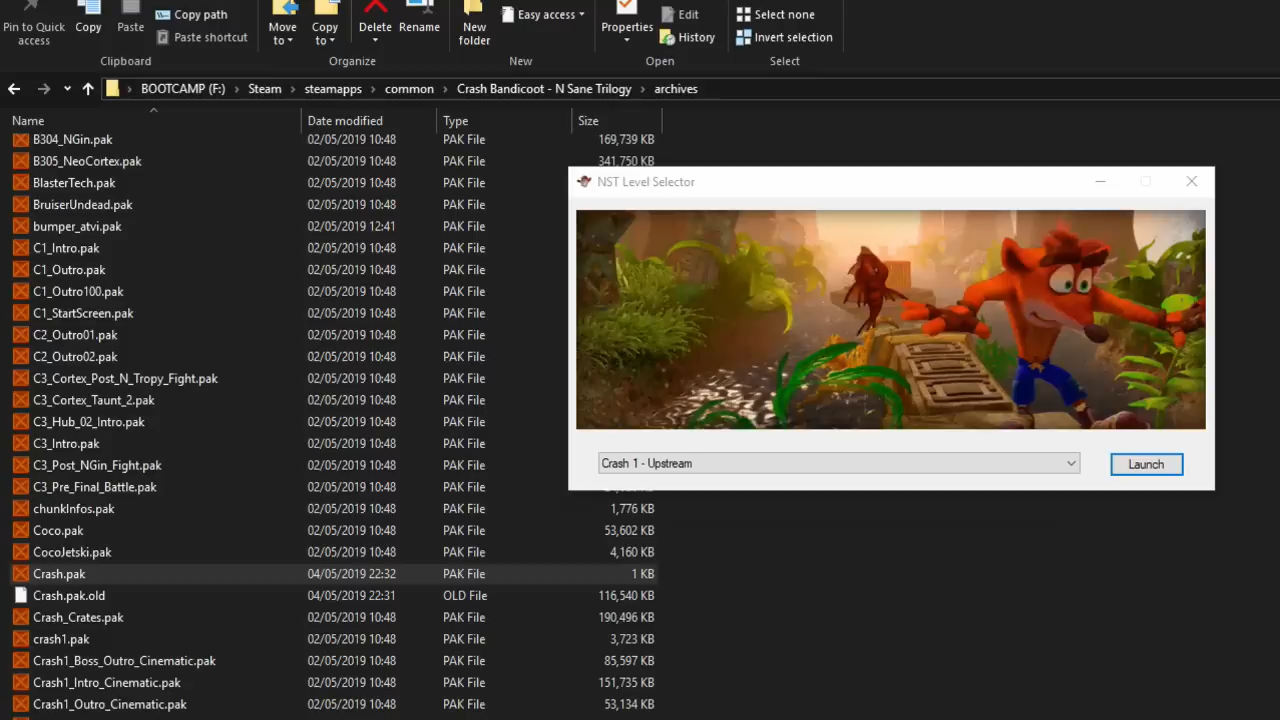 Pin to Quick access
Copy
Paste
Copy path
Paste shortcut
Clipboard
Move to
Copy to
Delete
Rename
Organize
New folder
Easy access
New
Properties
Edit
History
Open
Select none
Invert selection
Select
BOOTCAMP (F:) › Steam › steamapps › common › Crash Bandicoot - N Sane Trilogy › archives
Name Date modified Type Size
B304_NGin.pak 02/05/2019 10:48 PAK File 169,739 KB
B305_NeoCortex.pak 02/05/2019 10:48 PAK File 341,750 KB
BlasterTech.pak 02/05/2019 10:48 PAK File
BruiserUndead.pak 02/05/2019 10:48 PAK File
bumper_atvi.pak 02/05/2019 12:41 PAK File
C1_Intro.pak 02/05/2019 10:48 PAK File
C1_Outro.pak 02/05/2019 10:48 PAK File
C1_Outro100.pak 02/05/2019 10:48 PAK File
C1_StartScreen.pak 02/05/2019 10:48 PAK File
C2_Outro01.pak 02/05/2019 10:48 PAK File
C2_Outro02.pak 02/05/2019 10:48 PAK File
C3_Cortex_Post_N_Tropy_Fight.pak 02/05/2019 10:48 PAK File
C3_Cortex_Taunt_2.pak 02/05/2019 10:48 PAK File
C3_Hub_02_Intro.pak 02/05/2019 10:48 PAK File
C3_Intro.pak 02/05/2019 10:48 PAK File
C3_Post_NGin_Fight.pak 02/05/2019 10:48 PAK File
C3_Pre_Final_Battle.pak 02/05/2019 10:48 PAK File
chunkInfos.pak 02/05/2019 10:48 PAK File 1,776 KB
Coco.pak 02/05/2019 10:48 PAK File 53,602 KB
CocoJetski.pak 02/05/2019 10:48 PAK File 4,160 KB
Crash.pak 04/05/2019 22:32 PAK File 1 KB
Crash.pak.old 04/05/2019 22:31 OLD File 116,540 KB
Crash_Crates.pak 02/05/2019 10:48 PAK File 190,496 KB
crash1.pak 02/05/2019 10:48 PAK File 3,723 KB
Crash1_Boss_Outro_Cinematic.pak 02/05/2019 10:48 PAK File 85,597 KB
Crash1_Intro_Cinematic.pak 02/05/2019 10:48 PAK File 151,735 KB
Crash1_Outro_Cinematic.pak 02/05/2019 10:48 PAK File 53,134 KB
NST Level Selector
Crash 1 - Upstream
Launch